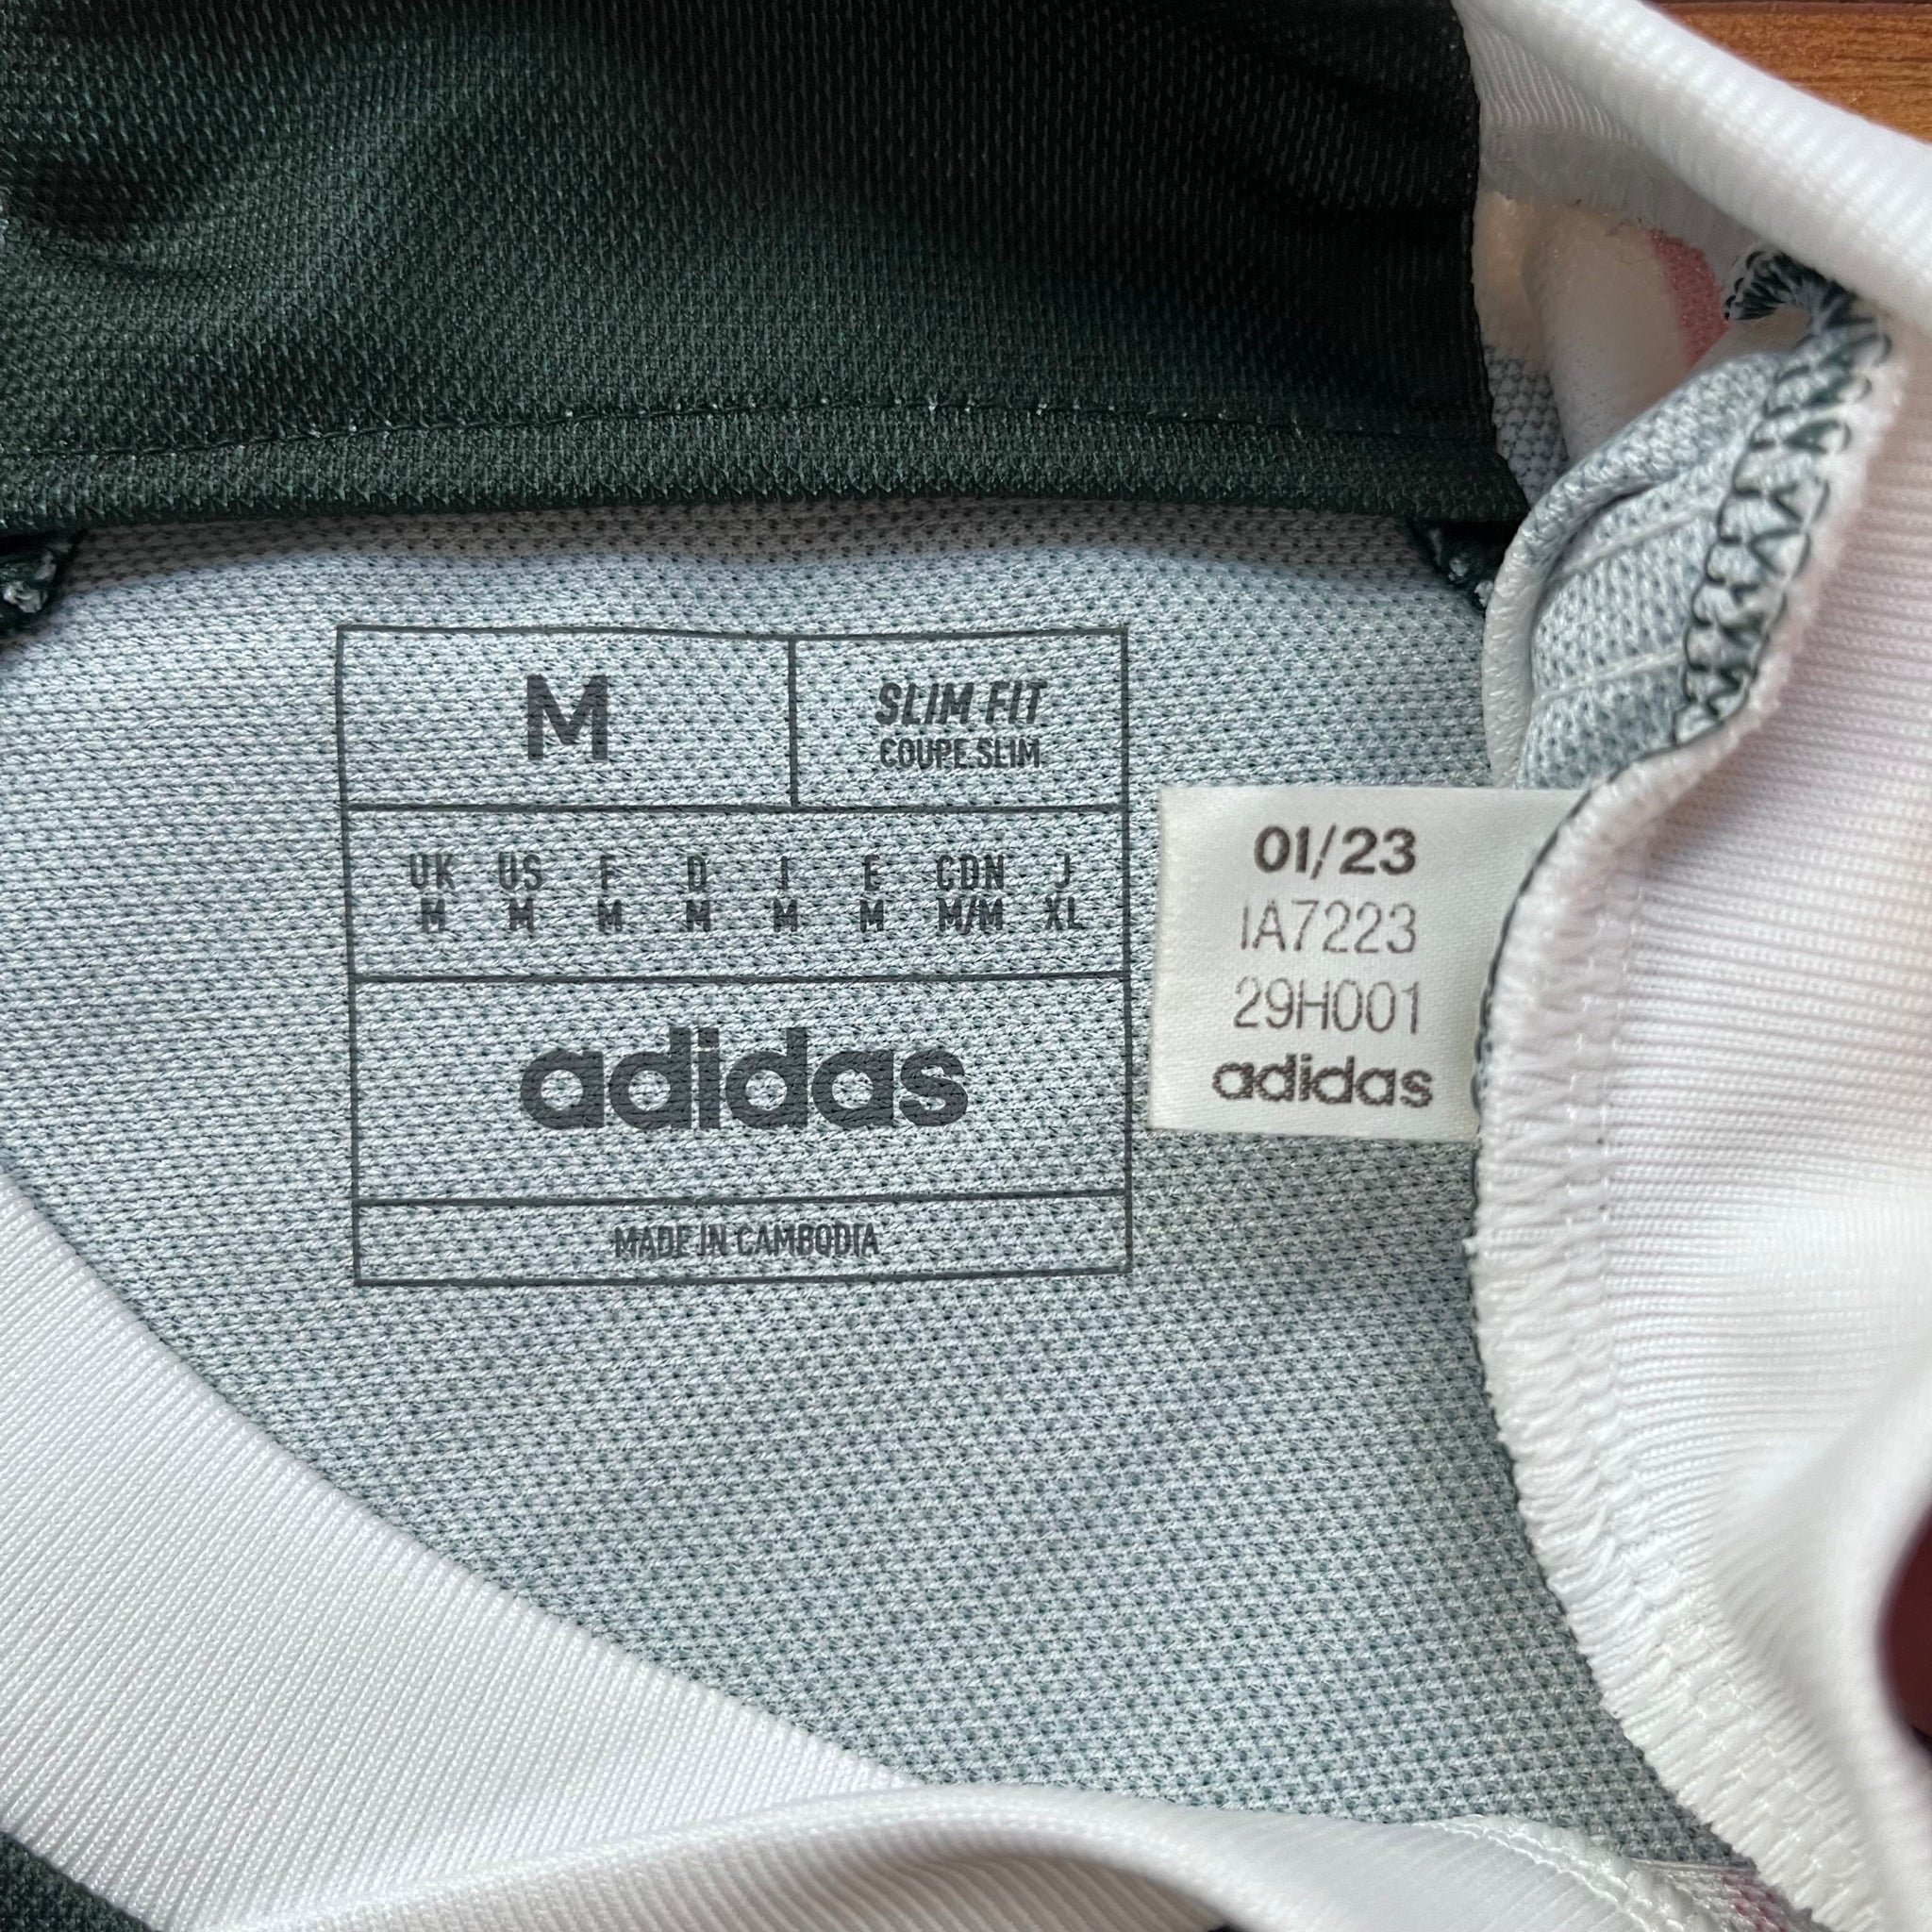 M
SLIM FIT
COUPE SLIM
UK US F D I E CDN J
M M M M M M M/M XL
adidas
MADE IN CAMBODIA
01/23
IA7223
29H001
adidas